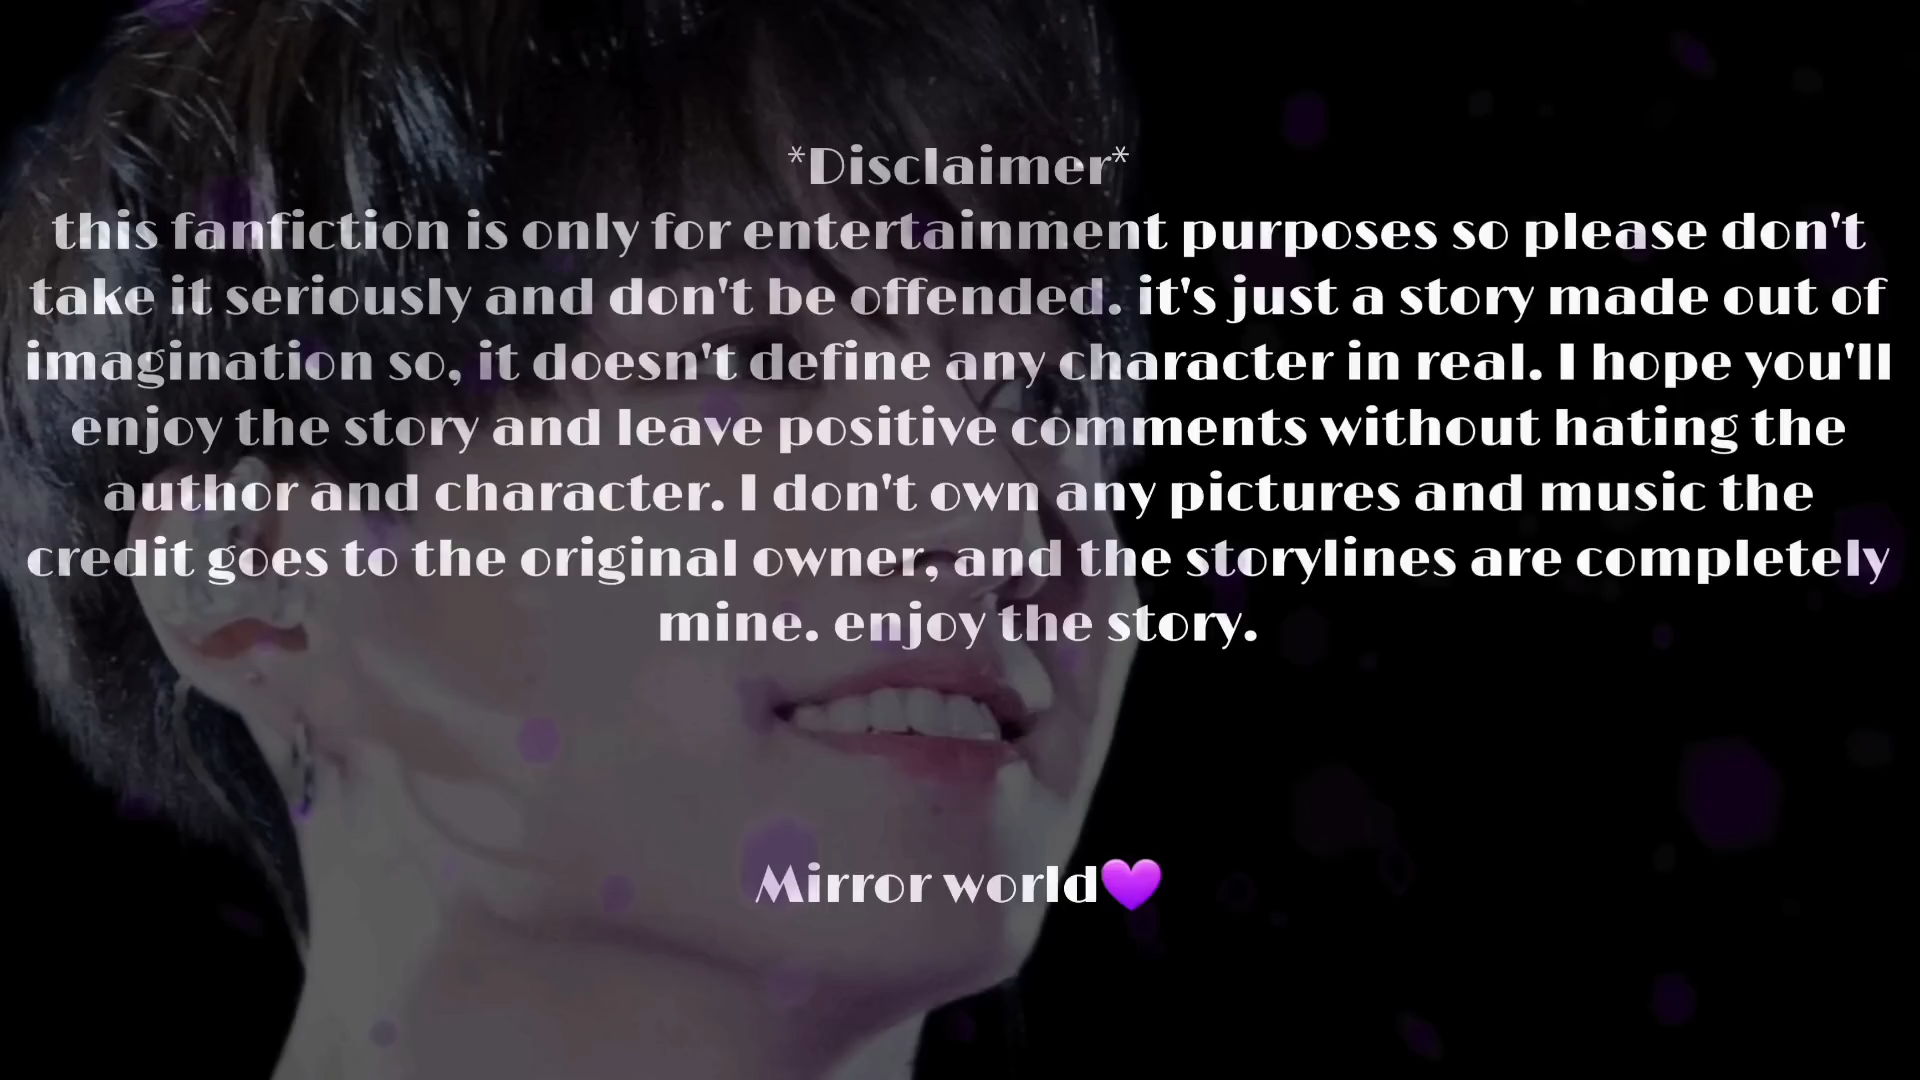 *Disclaimer*
this fanfiction is only for entertainment purposes so please don't
take it seriously and don't be offended. it's just a story made out of
imagination so, it doesn't define any character in real. I hope you'll
enjoy the story and leave positive comments without hating the
author and character. I don't own any pictures and music the
credit goes to the original owner, and the storylines are completely
mine. enjoy the story.
Mirror world💜